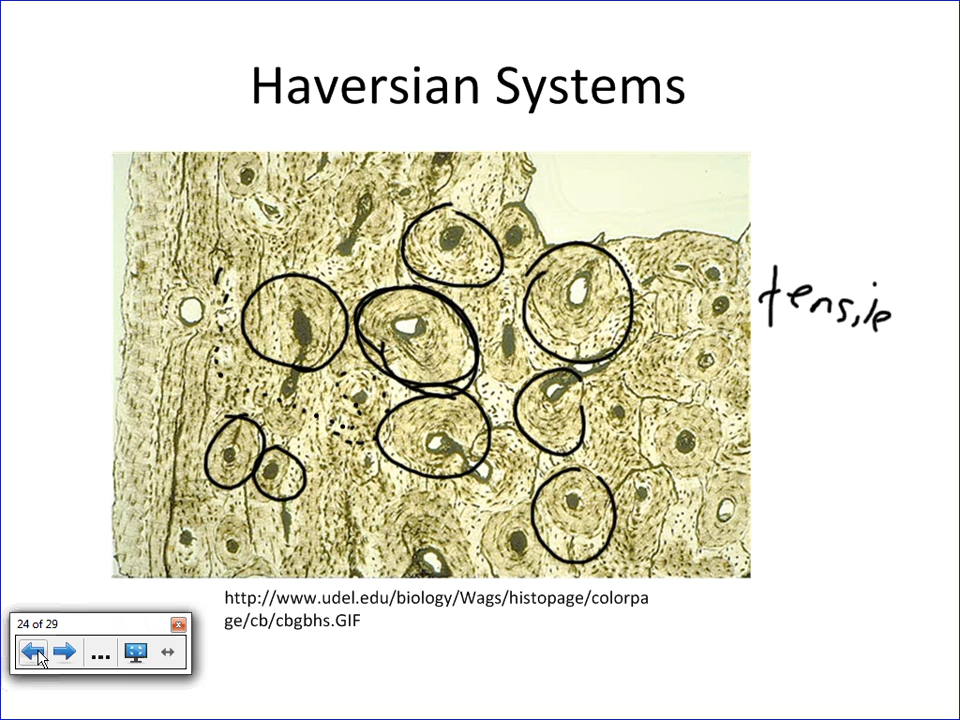 Haversian Systems
tensile
http://www.udel.edu/biology/Wags/histopage/colorpa
ge/cb/cbgbhs.GIF
24 of 29